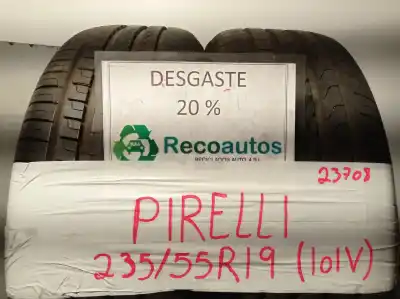 DESGASTE
20 %
Recoautos
23708
PIRELLI
235/55R19 (101V)